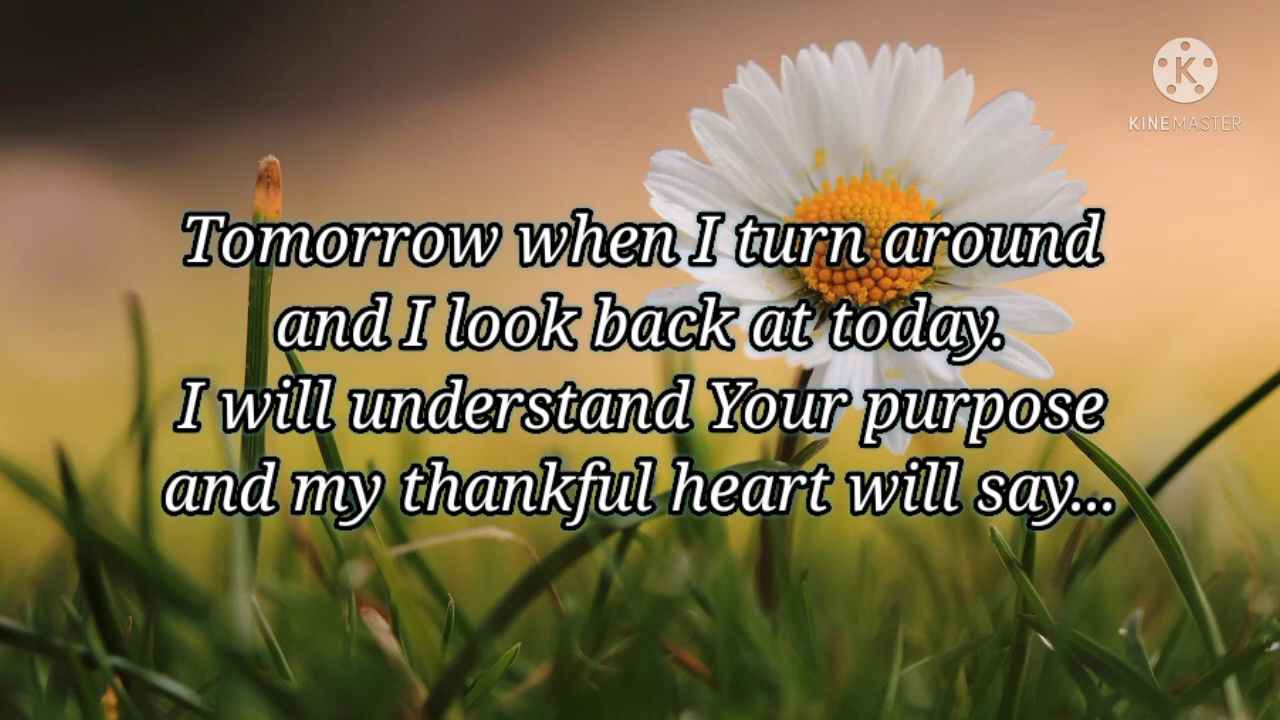 K
KINEMASTER
Tomorrow when I turn around
and I look back at today.
I will understand Your purpose
and my thankful heart will say...